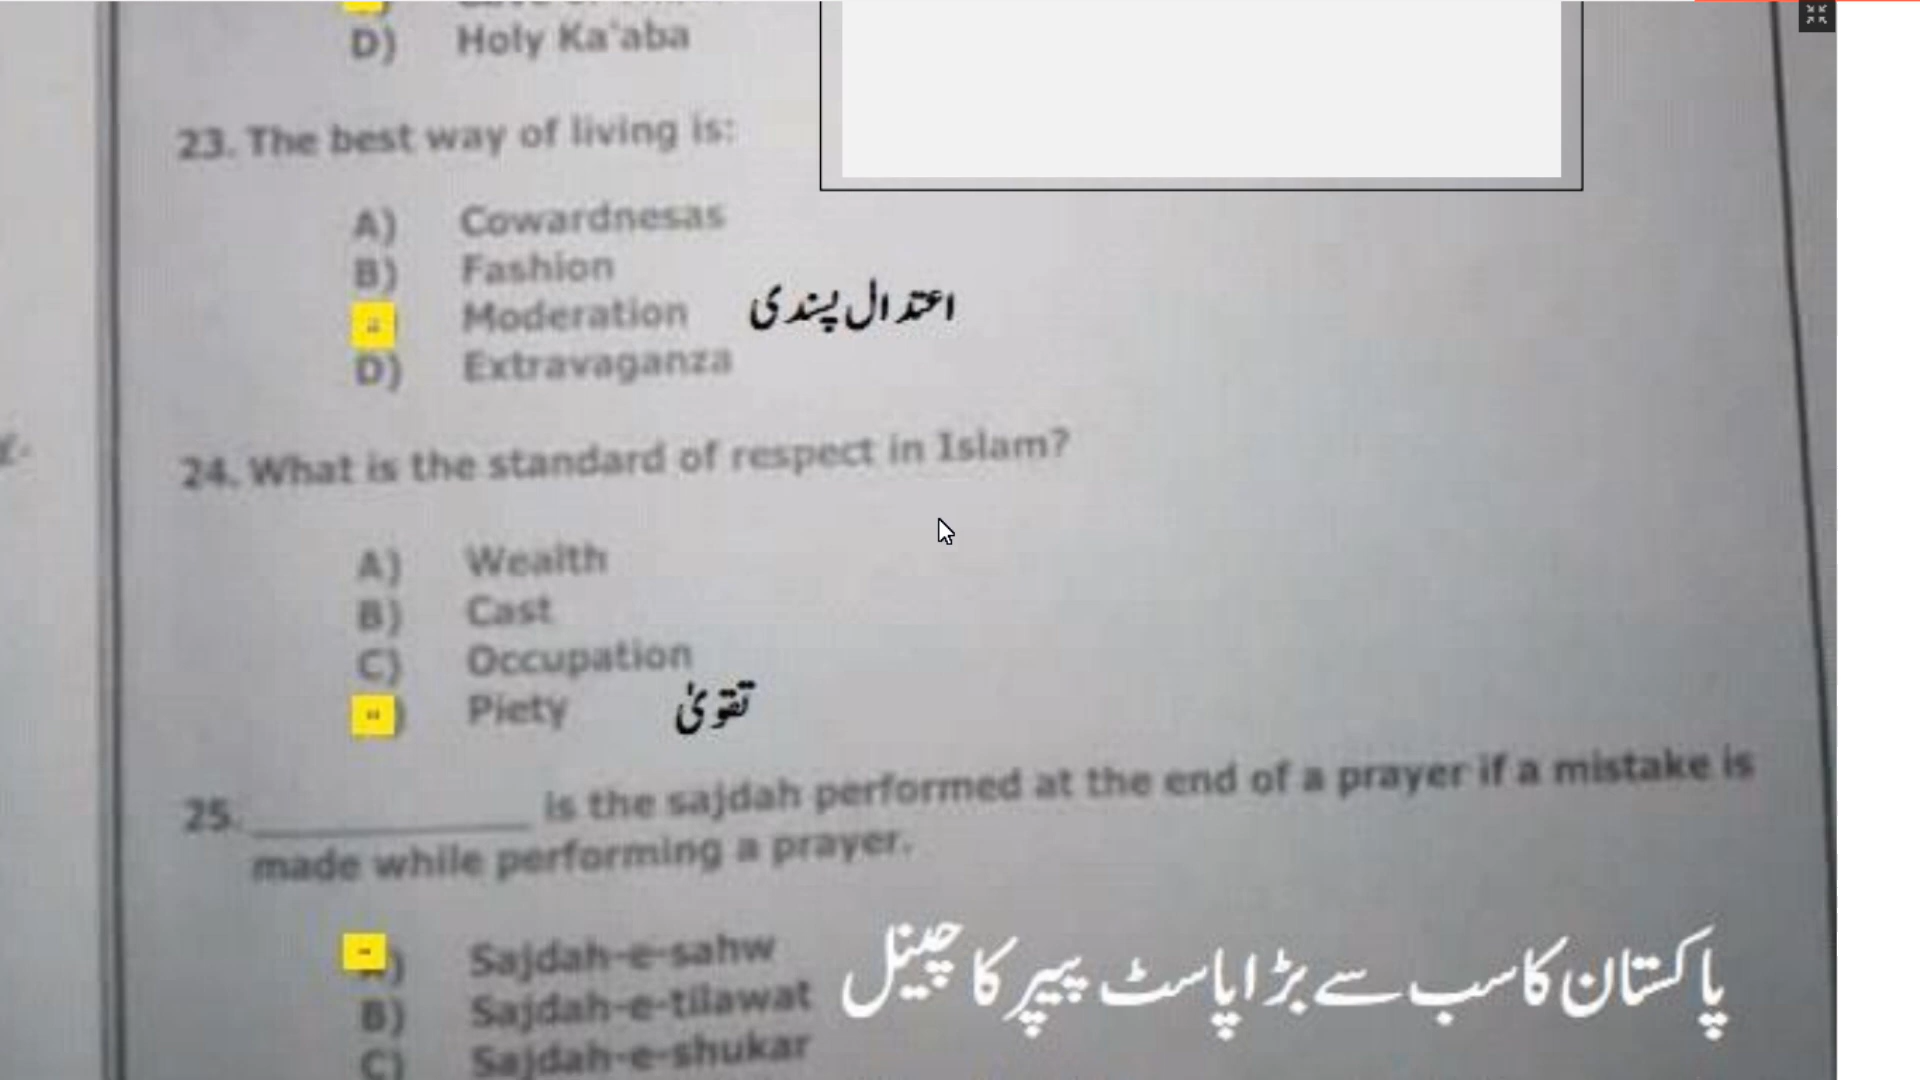 D) Holy Ka'aba
23. The best way of living is:
A) Cowardnesas
B) Fashion
Moderation اعتدال پسندی
D) Extravaganza
24. What is the standard of respect in Islam?
A) Wealth
B) Cast
C) Occupation
) Piety تقویٰ
25. ____________ is the sajdah performed at the end of a prayer if a mistake is
made while performing a prayer.
) Sajdah-e-sahw
B) Sajdah-e-tilawat
C) Sajdah-e-shukar
پاکستان کا سب سے بڑا پاسٹ پیپر کا چینل